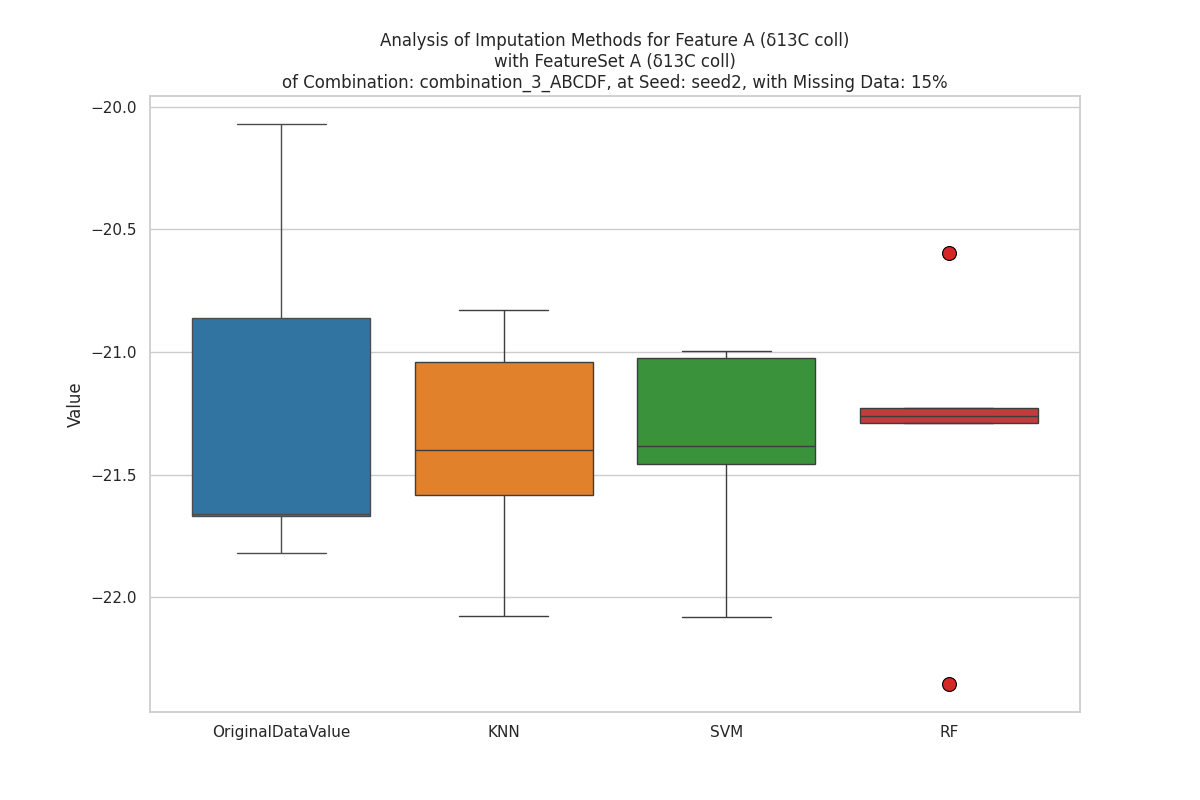 Analysis of Imputation Methods for Feature A (δ13C coll)
with FeatureSet A (δ13C coll)
of Combination: combination_3_ABCDF, at Seed: seed2, with Missing Data: 15%
−20.0
−20.5
−21.0
−21.5
−22.0
Value
OriginalDataValue
KNN
SVM
RF